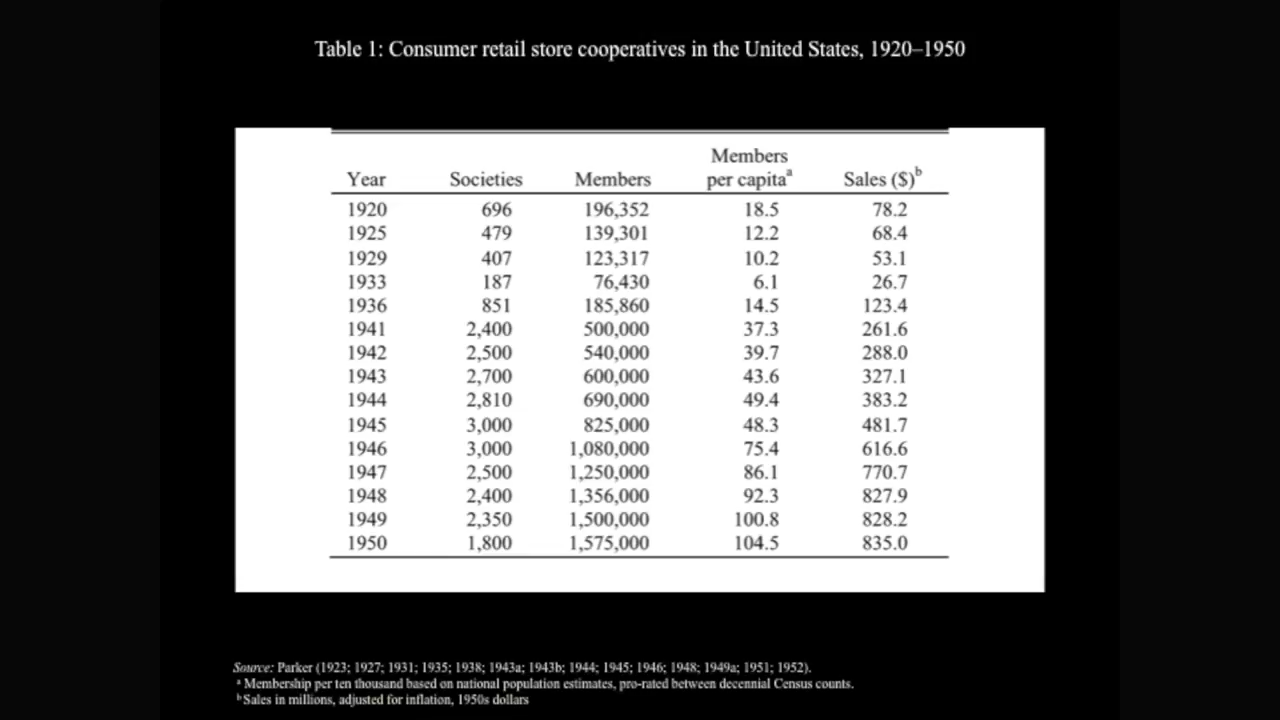 Table 1: Consumer retail store cooperatives in the United States, 1920–1950
Members
Year Societies Members per capitaᵃ Sales ($)ᵇ
1920 696 196,352 18.5 78.2
1925 479 139,301 12.2 68.4
1929 407 123,317 10.2 53.1
1933 187 76,430 6.1 26.7
1936 851 185,860 14.5 123.4
1941 2,400 500,000 37.3 261.6
1942 2,500 540,000 39.7 288.0
1943 2,700 600,000 43.6 327.1
1944 2,810 690,000 49.4 383.2
1945 3,000 825,000 48.3 481.7
1946 3,000 1,080,000 75.4 616.6
1947 2,500 1,250,000 86.1 770.7
1948 2,400 1,356,000 92.3 827.9
1949 2,350 1,500,000 100.8 828.2
1950 1,800 1,575,000 104.5 835.0
Source: Parker (1923; 1927; 1931; 1935; 1938; 1943a; 1943b; 1944; 1945; 1946; 1948; 1949a; 1951; 1952).
ᵃ Membership per ten thousand based on national population estimates, pro-rated between decennial Census counts.
ᵇ Sales in millions, adjusted for inflation, 1950s dollars